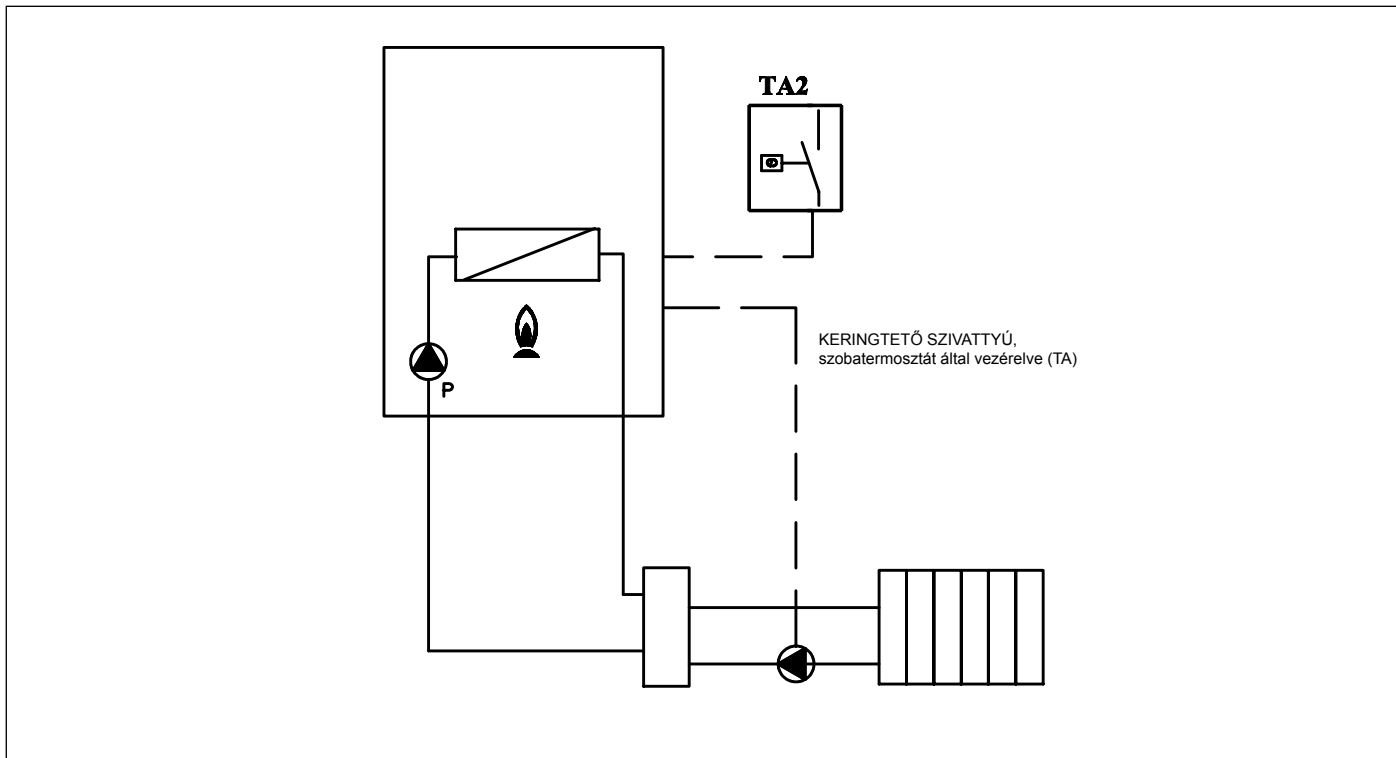 TA2
KERINGTETŐ SZIVATTYÚ,
szobatermosztát által vezérelve (TA)
P